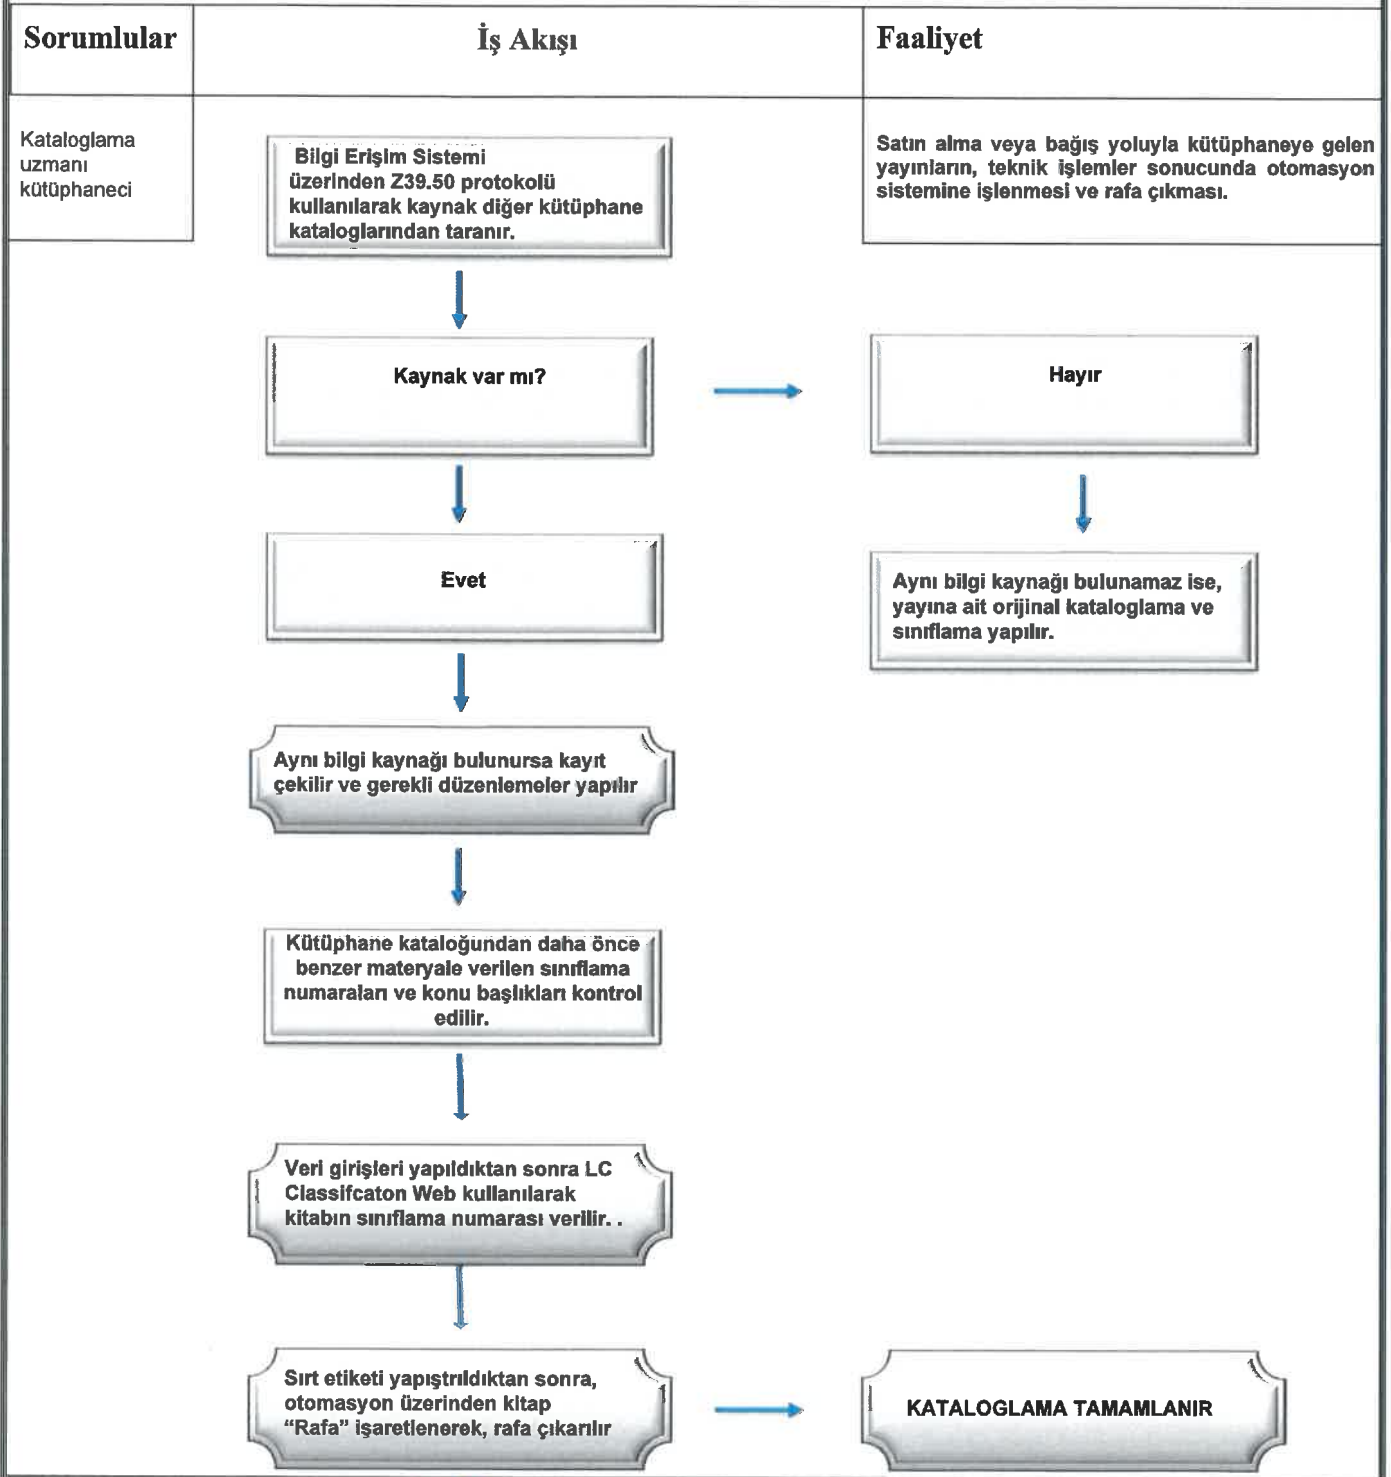 Sorumlular
İş Akışı
Faaliyet
Kataloglama
uzmanı
kütüphaneci
Satın alma veya bağış yoluyla kütüphaneye gelen
yayınların, teknik işlemler sonucunda otomasyon
sistemine işlenmesi ve rafa çıkması.
Bilgi Erişim Sistemi
üzerinden Z39.50 protokolü
kullanılarak kaynak diğer kütüphane
kataloglarından taranır.
Kaynak var mı?
Hayır
Evet
Aynı bilgi kaynağı bulunamaz ise,
yayına ait orijinal kataloglama ve
sınıflama yapılır.
Aynı bilgi kaynağı bulunursa kayıt
çekilir ve gerekli düzenlemeler yapılır
Kütüphane kataloğundan daha önce
benzer materyale verilen sınıflama
numaraları ve konu başlıkları kontrol
edilir.
Veri girişleri yapıldıktan sonra LC
Classifcaton Web kullanılarak
kitabın sınıflama numarası verilir. .
Sırt etiketi yapıştrıldıktan sonra,
otomasyon üzerinden kitap
“Rafa” işaretlenerek, rafa çıkarılır
KATALOGLAMA TAMAMLANIR